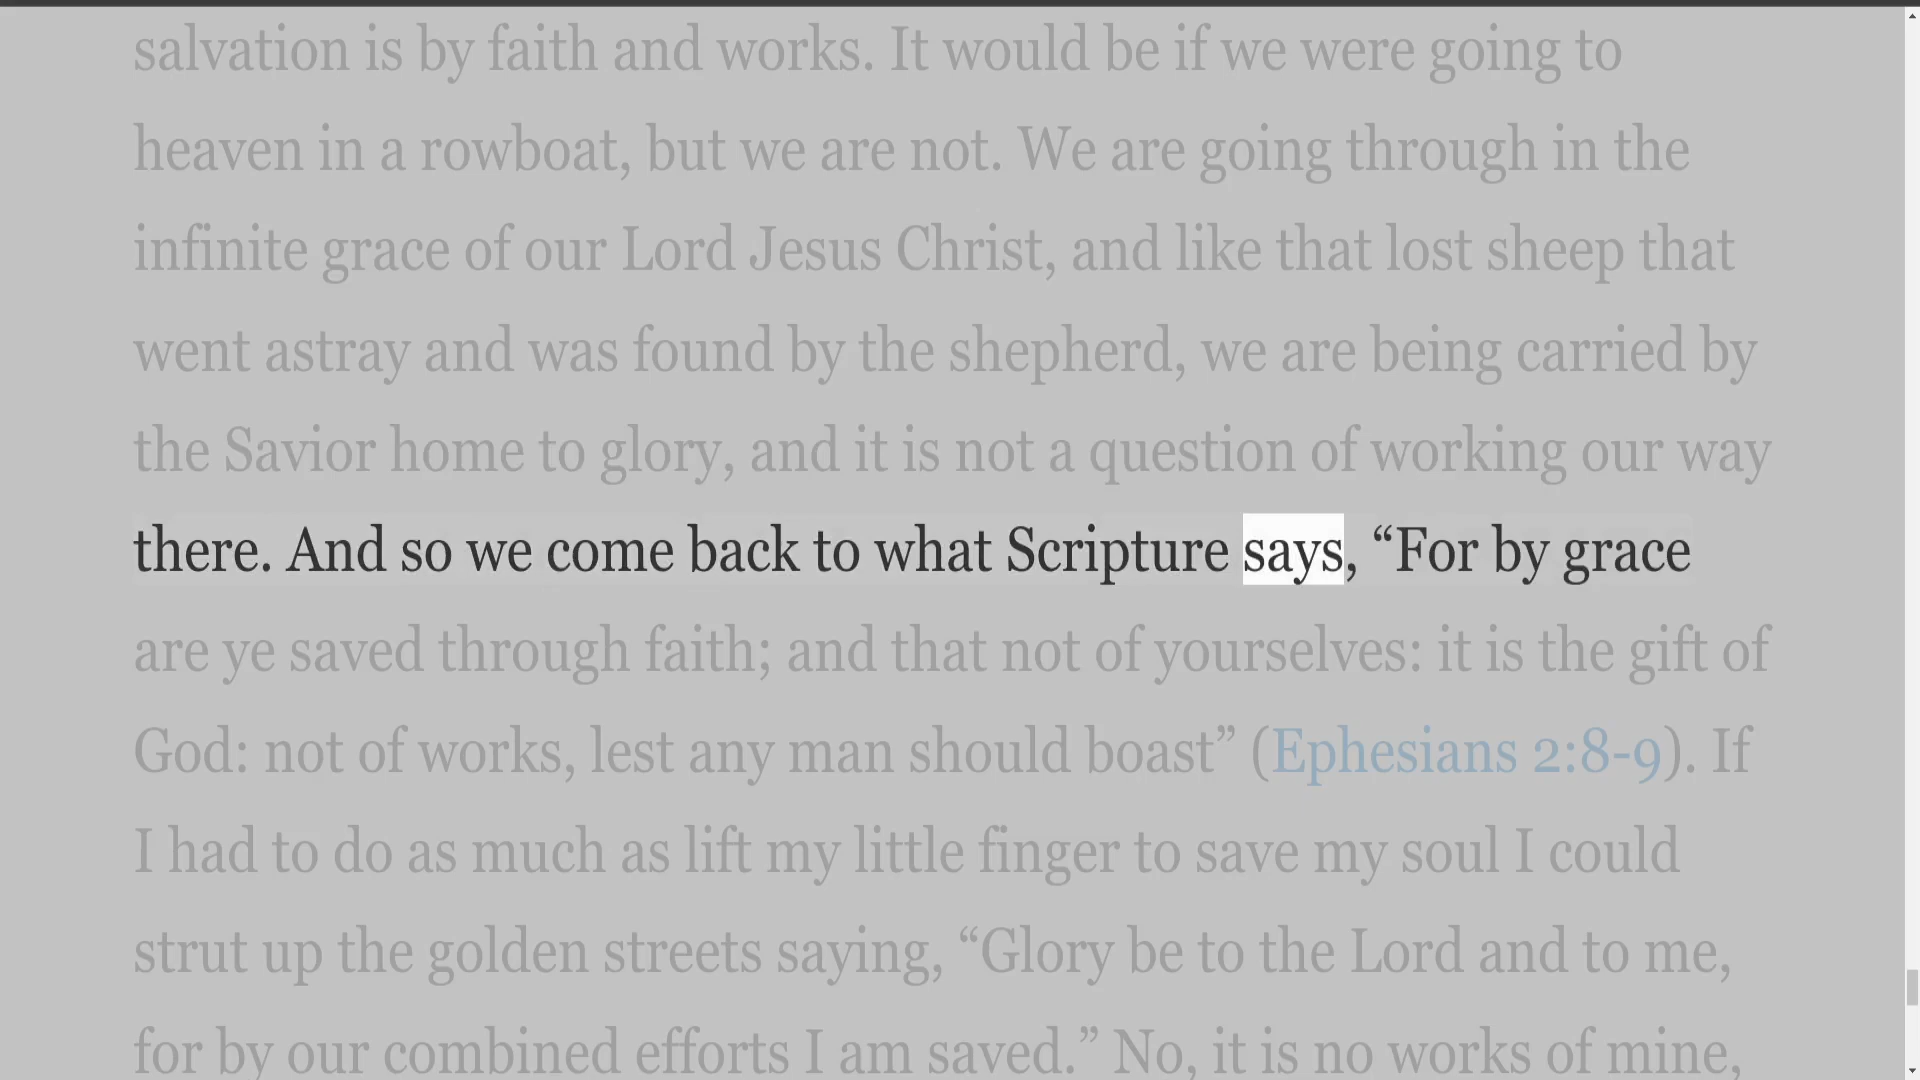 salvation is by faith and works. It would be if we were going to
heaven in a rowboat, but we are not. We are going through in the
infinite grace of our Lord Jesus Christ, and like that lost sheep that
went astray and was found by the shepherd, we are being carried by
the Savior home to glory, and it is not a question of working our way
there. And so we come back to what Scripture says, “For by grace
are ye saved through faith; and that not of yourselves: it is the gift of
God: not of works, lest any man should boast” (Ephesians 2:8-9). If
I had to do as much as lift my little finger to save my soul I could
strut up the golden streets saying, “Glory be to the Lord and to me,
for by our combined efforts I am saved.” No, it is no works of mine,